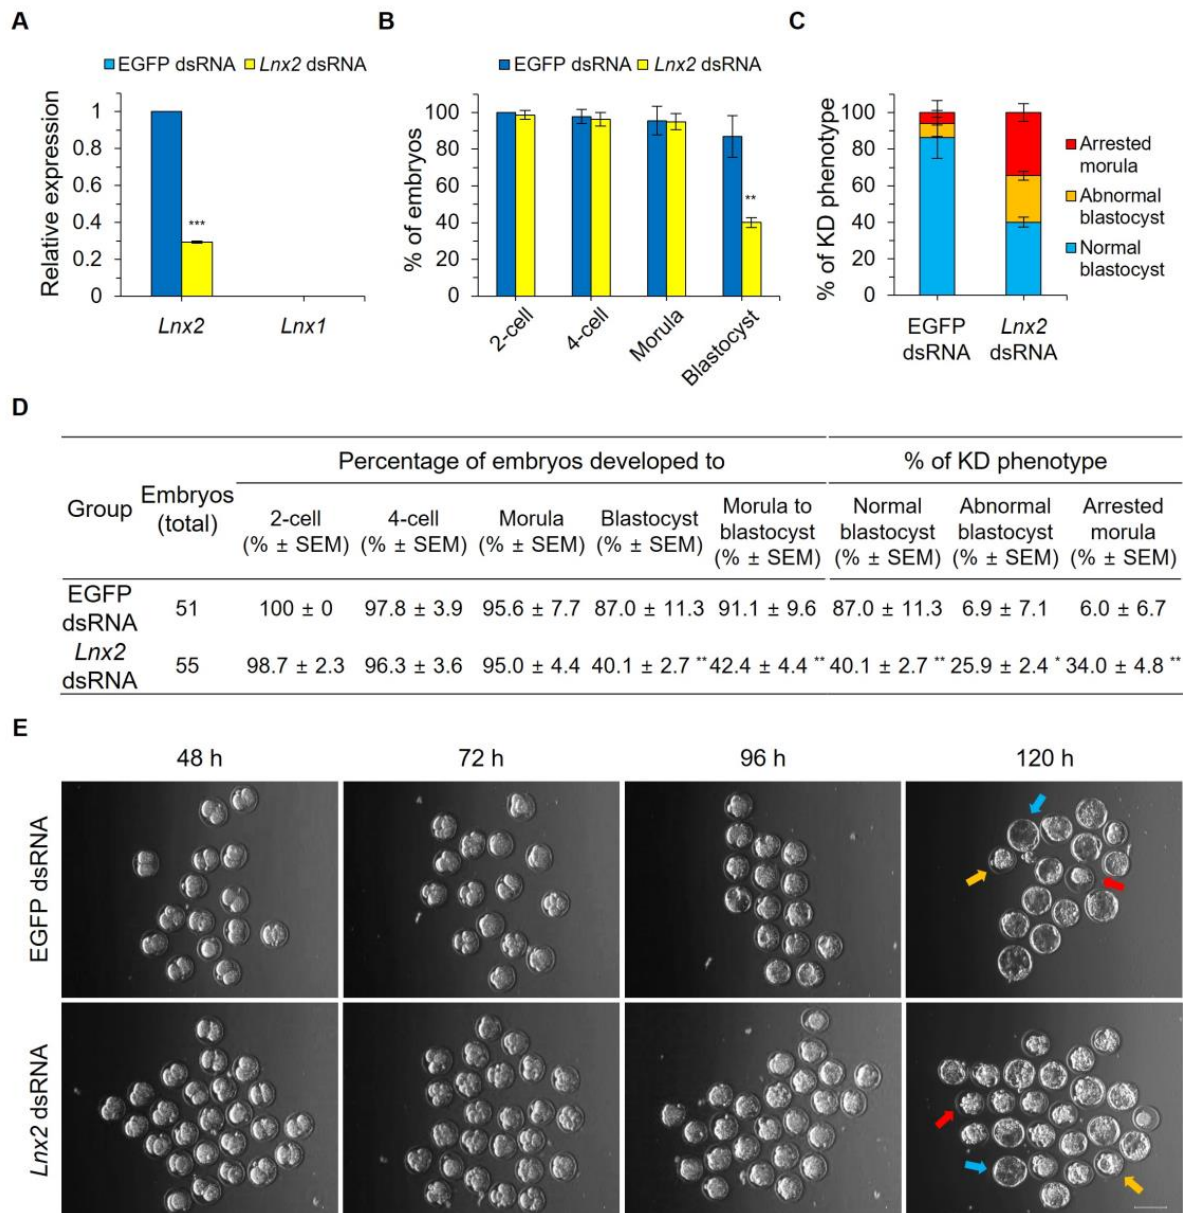 A
EGFP dsRNA Lnx2 dsRNA
Relative expression
1
0.8
0.6
0.4
0.2
0
***
Lnx2 Lnx1
B
EGFP dsRNA Lnx2 dsRNA
% of embryos
100
80
60
40
20
0
**
2-cell 4-cell Morula Blastocyst
C
% of KD phenotype
100
80
60
40
20
0
EGFP
dsRNA
Lnx2
dsRNA
Arrested
morula
Abnormal
blastocyst
Normal
blastocyst
D
Group
Embryos
(total)
Percentage of embryos developed to
% of KD phenotype
2-cell
(% ± SEM)
4-cell
(% ± SEM)
Morula
(% ± SEM)
Blastocyst
(% ± SEM)
Morula to
blastocyst
(% ± SEM)
Normal
blastocyst
(% ± SEM)
Abnormal
blastocyst
(% ± SEM)
Arrested
morula
(% ± SEM)
EGFP
dsRNA
51 100 ± 0 97.8 ± 3.9 95.6 ± 7.7 87.0 ± 11.3 91.1 ± 9.6 87.0 ± 11.3 6.9 ± 7.1 6.0 ± 6.7
Lnx2
dsRNA
55 98.7 ± 2.3 96.3 ± 3.6 95.0 ± 4.4 40.1 ± 2.7 ** 42.4 ± 4.4 ** 40.1 ± 2.7 ** 25.9 ± 2.4 * 34.0 ± 4.8 **
E
48 h 72 h 96 h 120 h
EGFP dsRNA
Lnx2 dsRNA